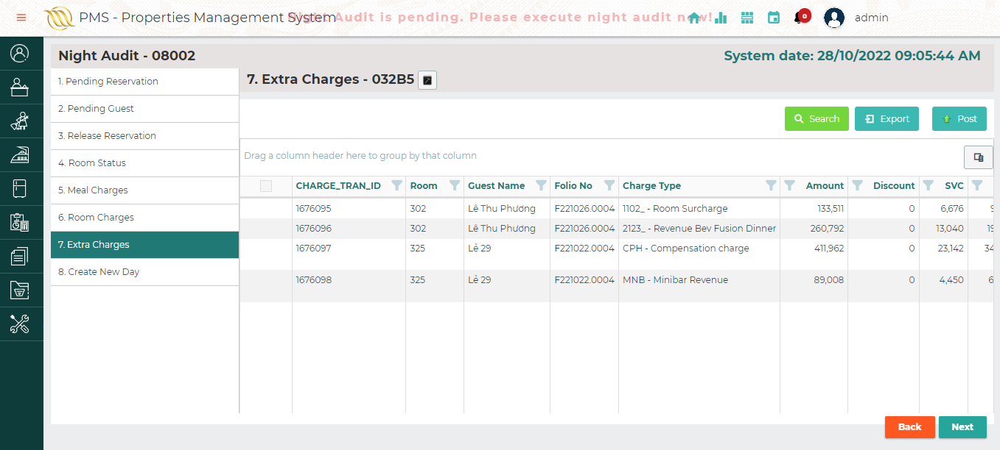 PMS - Properties Management System
Night Audit is pending. Please execute night audit now!
0
admin
Night Audit - 08002
System date: 28/10/2022 09:05:44 AM
1. Pending Reservation
2. Pending Guest
3. Release Reservation
4. Room Status
5. Meal Charges
6. Room Charges
7. Extra Charges
8. Create New Day
7. Extra Charges - 032B5
Search Export Post
Drag a column header here to group by that column
CHARGE_TRAN_ID Room Guest Name Folio No Charge Type Amount Discount SVC
1676095 302 Lê Thu Phương F221026.0004 1102_ - Room Surcharge 133,511 0 6,676
1676096 302 Lê Thu Phương F221026.0004 2123_ - Revenue Bev Fusion Dinner 260,792 0 13,040
1676097 325 Lẻ 29 F221022.0004 CPH - Compensation charge 411,962 0 23,142
1676098 325 Lẻ 29 F221022.0004 MNB - Minibar Revenue 89,008 0 4,450
Back Next